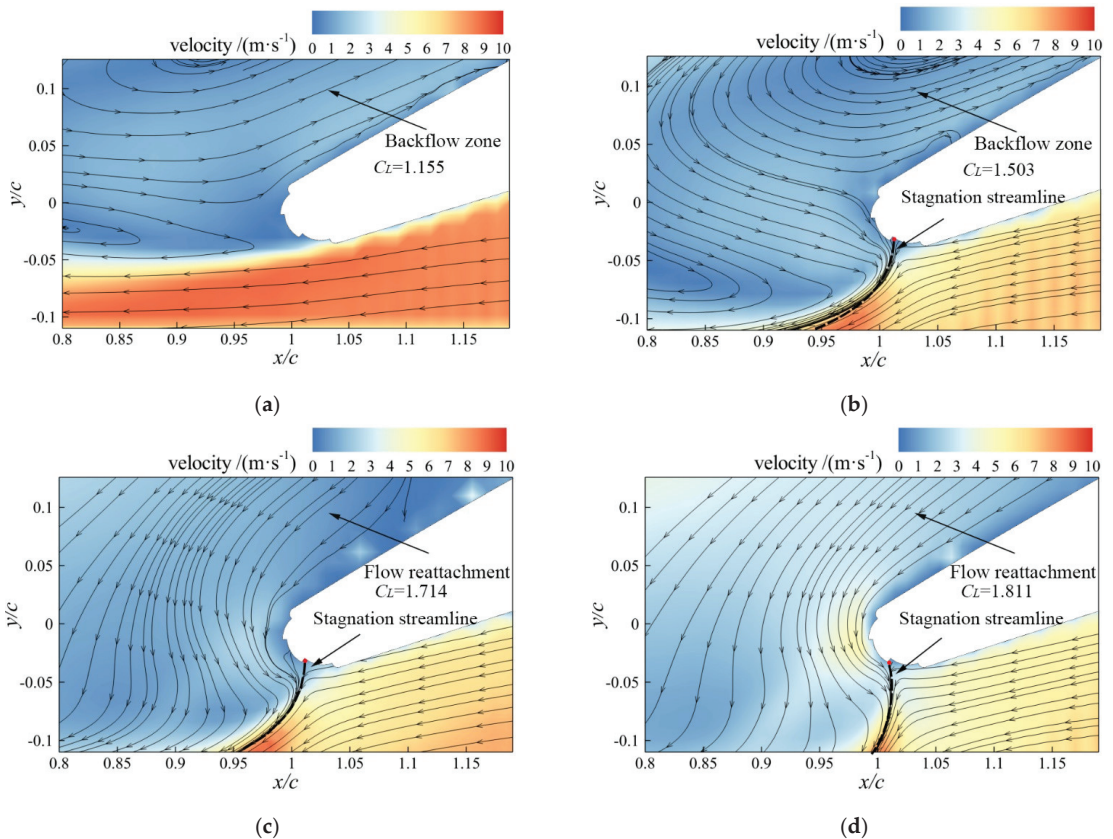 velocity /(m·s⁻¹) 0 1 2 3 4 5 6 7 8 9 10
0.1
Backflow zone
0.05
C_L=1.155
y/c
0
-0.05
-0.1
0.8 0.85 0.9 0.95 1 1.05 1.1 1.15
x/c
(a)
velocity /(m·s⁻¹) 0 1 2 3 4 5 6 7 8 9 10
0.1
Backflow zone
0.05
C_L=1.503
Stagnation streamline
y/c
0
-0.05
-0.1
0.8 0.85 0.9 0.95 1 1.05 1.1 1.15
x/c
(b)
velocity /(m·s⁻¹) 0 1 2 3 4 5 6 7 8 9 10
0.1
0.05
Flow reattachment
C_L=1.714
Stagnation streamline
y/c
0
-0.05
-0.1
0.8 0.85 0.9 0.95 1 1.05 1.1 1.15
x/c
(c)
velocity /(m·s⁻¹) 0 1 2 3 4 5 6 7 8 9 10
0.1
0.05
Flow reattachment
C_L=1.811
Stagnation streamline
y/c
0
-0.05
-0.1
0.8 0.85 0.9 0.95 1 1.05 1.1 1.15
x/c
(d)